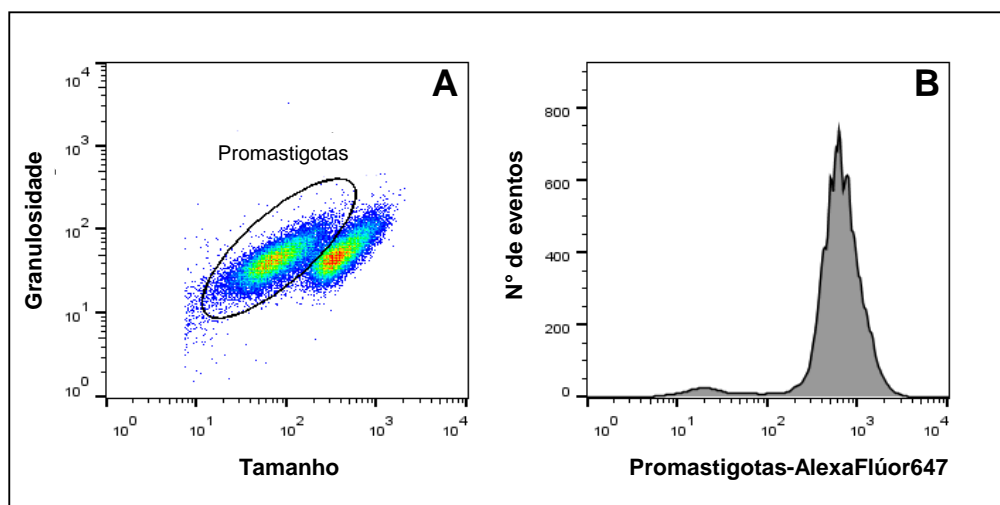 A
Granulosidade
10^4
10^3
10^2
10^1
10^0
Promastigotas
10^0 10^1 10^2 10^3 10^4
Tamanho
B
N° de eventos
800
600
400
200
0
10^0 10^1 10^2 10^3 10^4
Promastigotas-AlexaFlúor647